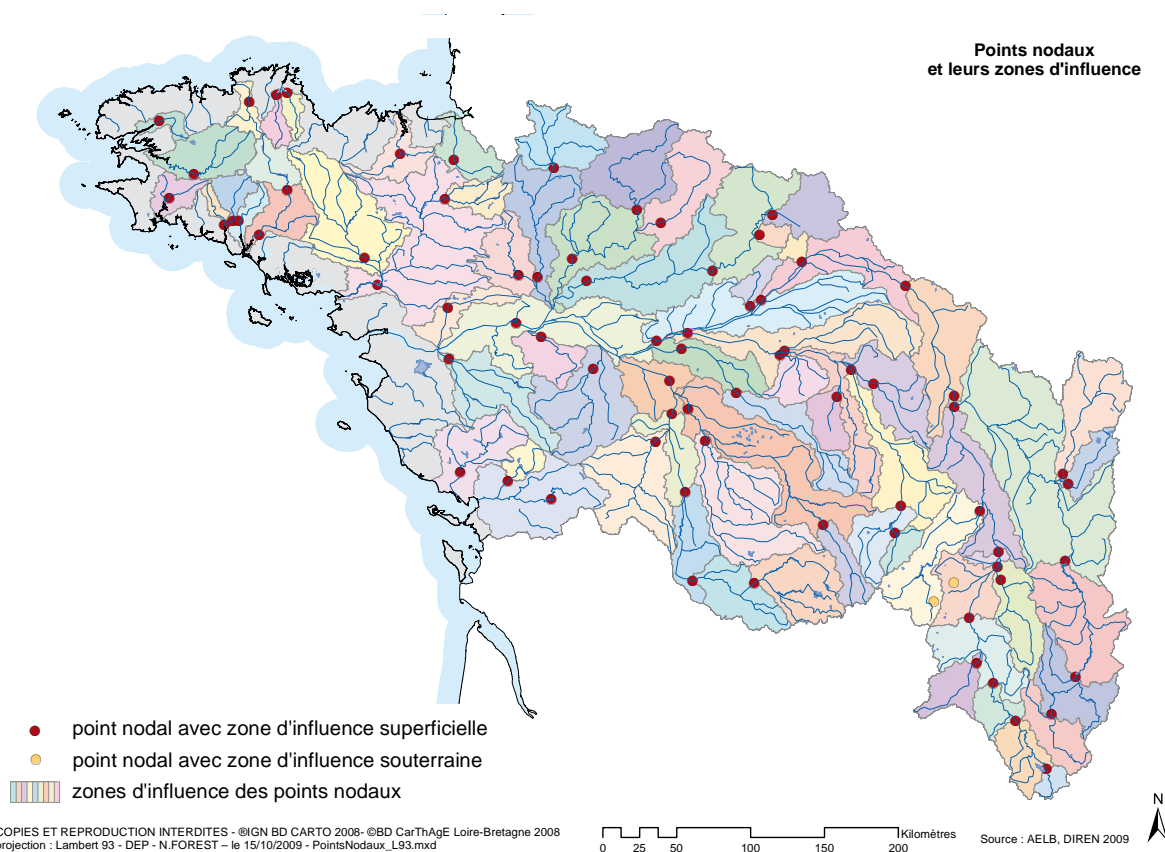 Points nodaux
et leurs zones d'influence
point nodal avec zone d'influence superficielle
point nodal avec zone d'influence souterraine
zones d'influence des points nodaux
COPIES ET REPRODUCTION INTERDITES - ®IGN BD CARTO 2008- ©BD CarThAgE Loire-Bretagne 2008
projection : Lambert 93 - DEP - N.FOREST – le 15/10/2009 - PointsNodaux_L93.mxd
Kilomètres
0 25 50 100 150 200
Source : AELB, DIREN 2009
N